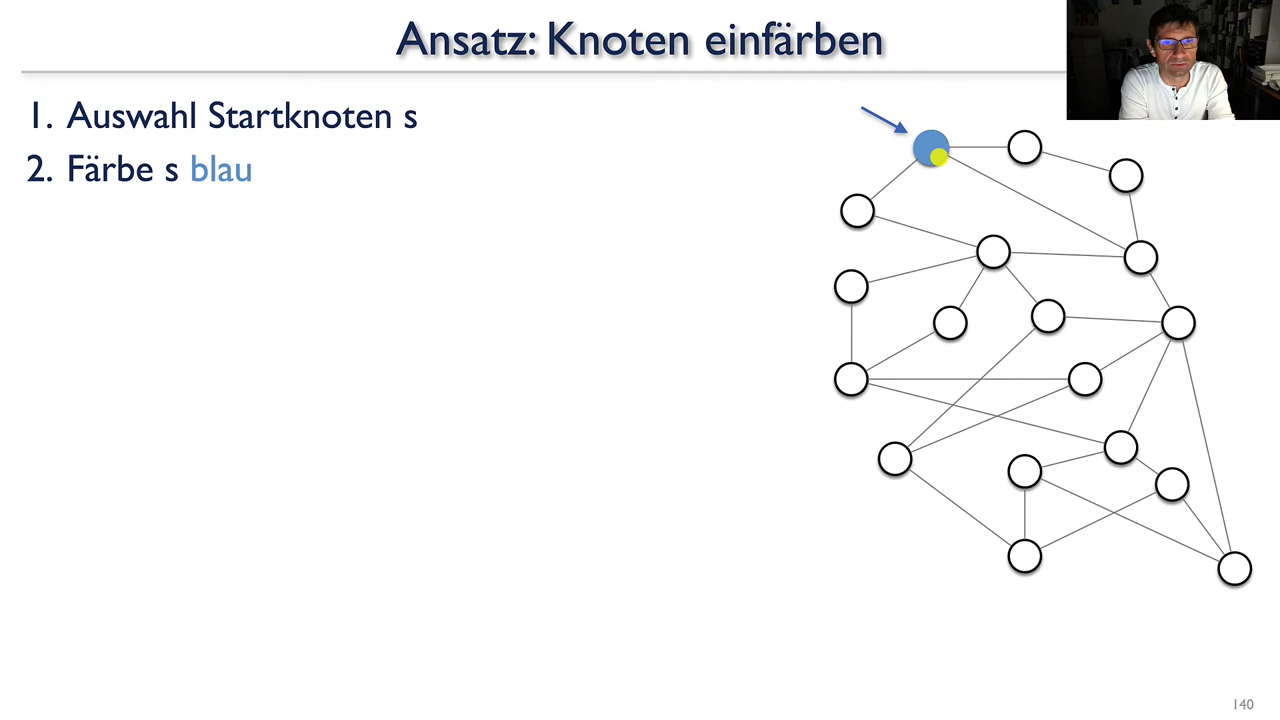 Ansatz: Knoten einfärben
1. Auswahl Startknoten s
2. Färbe s blau
140